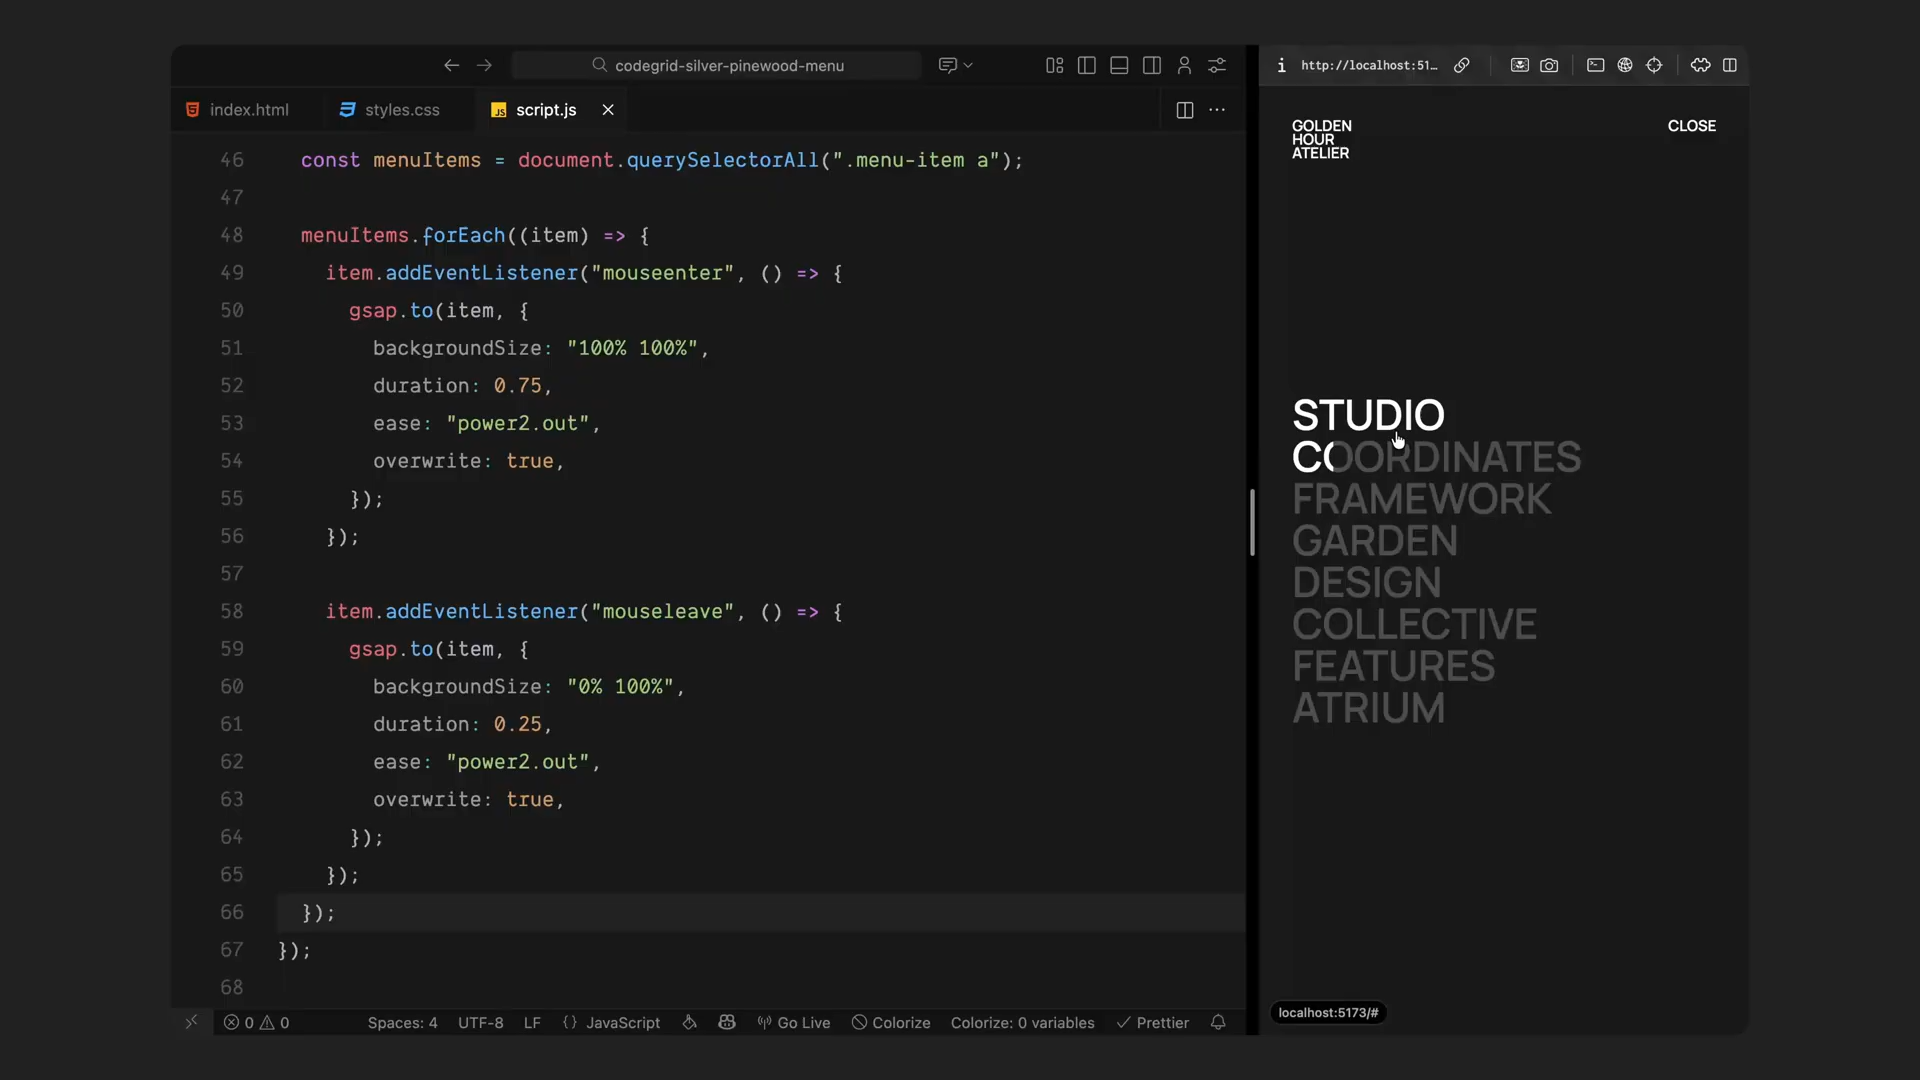 codegrid-silver-pinewood-menu
index.html
styles.css
JS script.js
46 const menuItems = document.querySelectorAll(".menu-item a");
47
48 menuItems.forEach((item) => {
49 item.addEventListener("mouseenter", () => {
50 gsap.to(item, {
51 backgroundSize: "100% 100%",
52 duration: 0.75,
53 ease: "power2.out",
54 overwrite: true,
55 });
56 });
57
58 item.addEventListener("mouseleave", () => {
59 gsap.to(item, {
60 backgroundSize: "0% 100%",
61 duration: 0.25,
62 ease: "power2.out",
63 overwrite: true,
64 });
65 });
66 });
67 });
68
0 0
Spaces: 4
UTF-8
LF
{} JavaScript
Go Live
Colorize
Colorize: 0 variables
Prettier
http://localhost:51…
GOLDEN
HOUR
ATELIER
CLOSE
STUDIO
COORDINATES
FRAMEWORK
GARDEN
DESIGN
COLLECTIVE
FEATURES
ATRIUM
localhost:5173/#